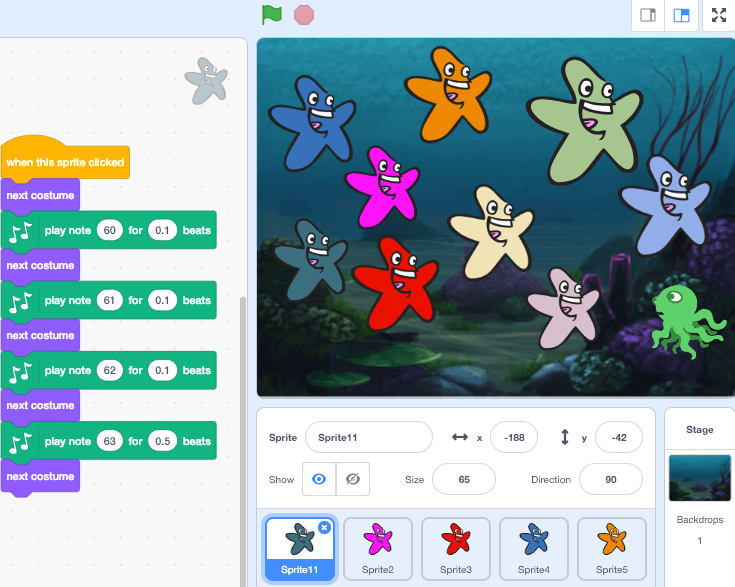 when this sprite clicked
next costume
play note 60 for 0.1 beats
next costume
play note 61 for 0.1 beats
next costume
play note 62 for 0.1 beats
next costume
play note 63 for 0.5 beats
next costume
Sprite Sprite11 x -188 y -42
Show Size 65 Direction 90
Sprite11 Sprite2 Sprite3 Sprite4 Sprite5
Stage
Backdrops
1